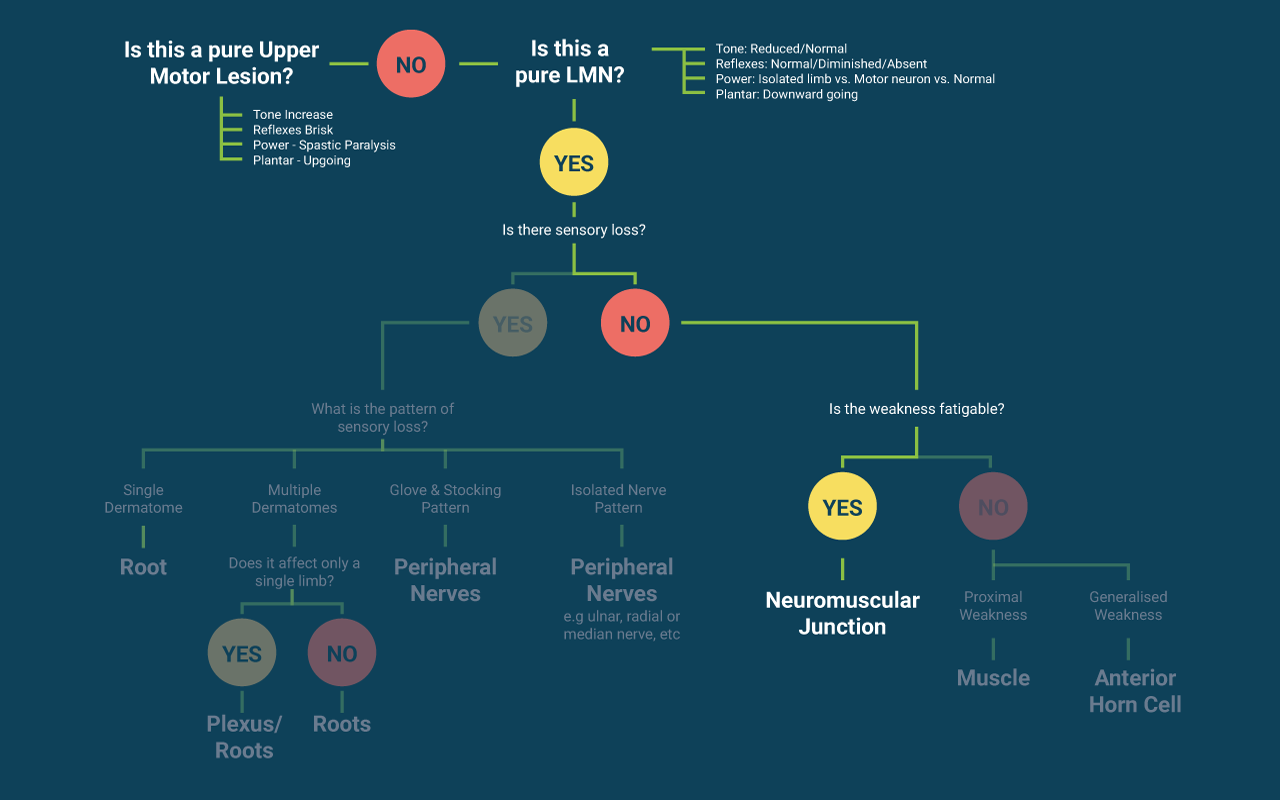 Is this a pure Upper
Motor Lesion?
NO
Is this a
pure LMN?
Tone: Reduced/Normal
Reflexes: Normal/Diminished/Absent
Power: Isolated limb vs. Motor neuron vs. Normal
Plantar: Downward going
Tone Increase
Reflexes Brisk
Power - Spastic Paralysis
Plantar - Upgoing
YES
Is there sensory loss?
YES
NO
What is the pattern of
sensory loss?
Is the weakness fatigable?
Single
Dermatome
Multiple
Dermatomes
Glove & Stocking
Pattern
Isolated Nerve
Pattern
YES
NO
Root
Does it affect only a
single limb?
Peripheral
Nerves
Peripheral
Nerves
e.g ulnar, radial or
median nerve, etc
Neuromuscular
Junction
Proximal
Weakness
Generalised
Weakness
YES
NO
Muscle
Anterior
Horn Cell
Plexus/
Roots
Roots